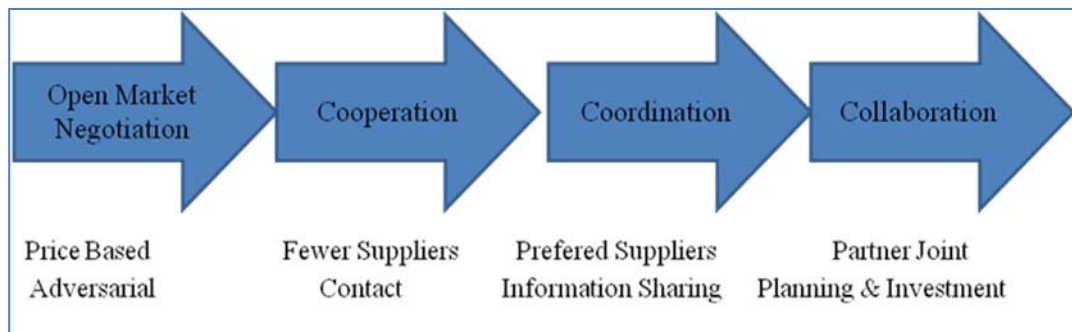 Open Market
Negotiation
Cooperation
Coordination
Collaboration
Price Based
Adversarial
Fewer Suppliers
Contact
Prefered Suppliers
Information Sharing
Partner Joint
Planning & Investment